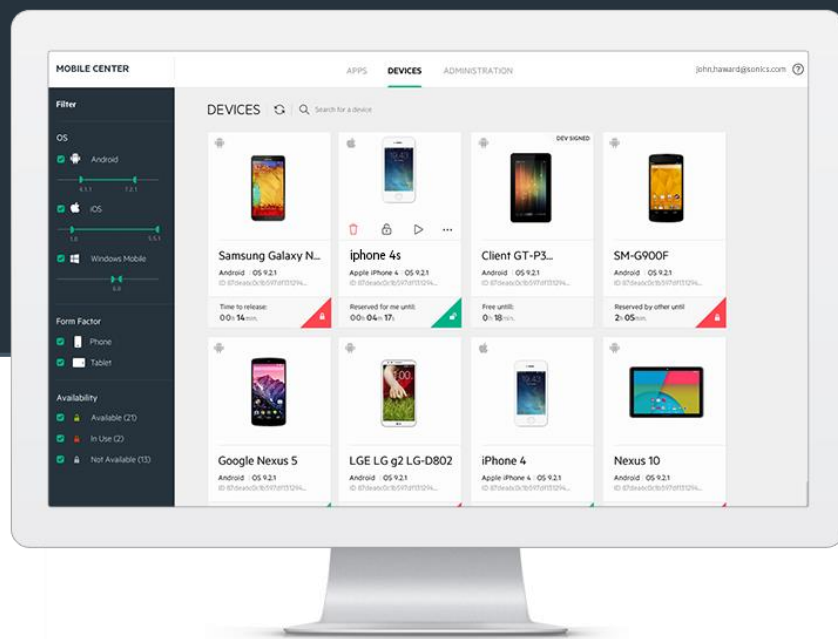 MOBILE CENTER
APPS DEVICES ADMINISTRATION
john.haward@sonics.com ?
Filter
OS
Android
4.1.1 7.2.1
iOS
1.0 5.5.1
Windows Mobile
8.0
Form Factor
Phone
Tablet
Availability
Available (21)
In Use (2)
Not Available (13)
DEVICES Search for a device
Samsung Galaxy N...
Android OS 9.2.1
Time to release:
00h 14min.
iphone 4s
Apple iPhone 4 OS 9.2.1
Reserved for me until:
00h 04m 17s
DEV SIGNED
Client GT-P3...
Android OS 9.2.1
Free untill:
0h 18min.
SM-G900F
Android OS 9.2.1
Reserved by other until
2h 05min
Google Nexus 5
Android OS 9.2.1
LGE LG g2 LG-D802
Android OS 9.2.1
iPhone 4
Apple iPhone 4 OS 9.2.1
Nexus 10
Android OS 9.2.1